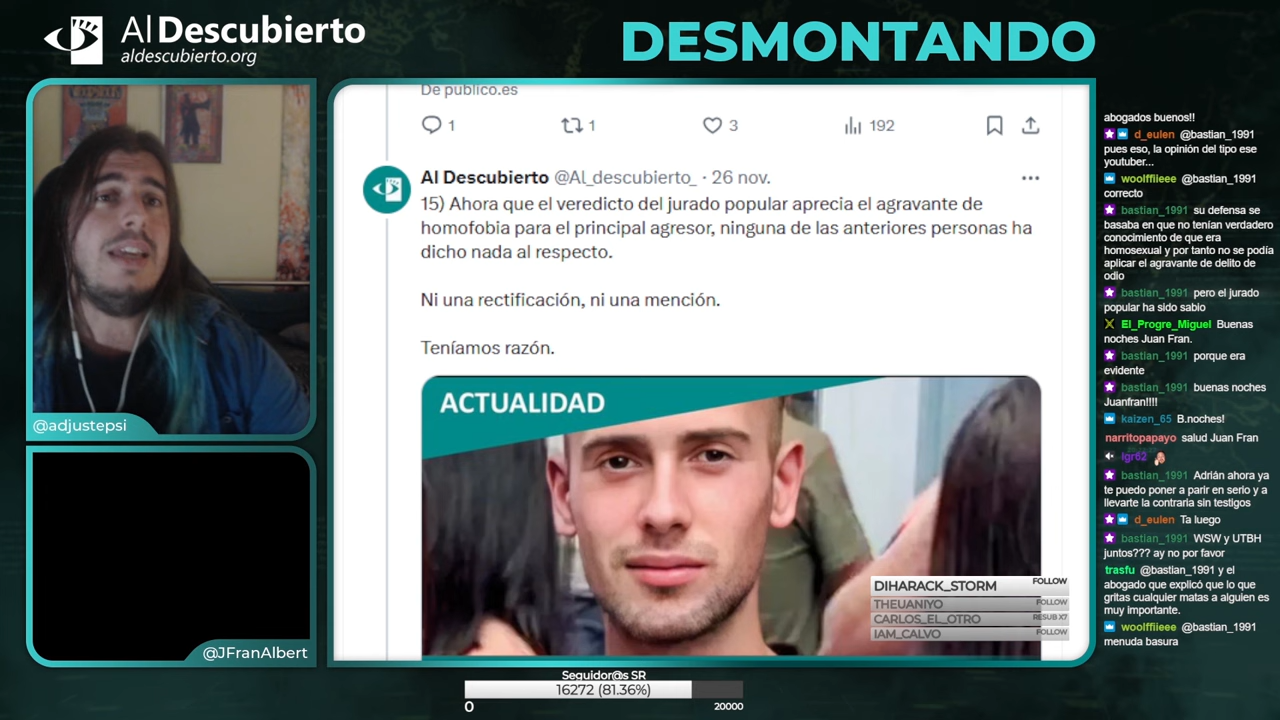 Al Descubierto
aldescubierto.org
DESMONTANDO
@adjustepsi
@JFranAlbert
De publico.es
1
1
3
192
Al Descubierto @Al_descubierto_ · 26 nov.
15) Ahora que el veredicto del jurado popular aprecia el agravante de
homofobia para el principal agresor, ninguna de las anteriores personas ha
dicho nada al respecto.
Ni una rectificación, ni una mención.
Teníamos razón.
ACTUALIDAD
DIHARACK_STORM FOLLOW
THEUANIYO FOLLOW
CARLOS_EL_OTRO RESUB X7
IAM_CALVO FOLLOW
Seguidor@s SR
16272 (81.36%)
0
20000
abogados buenos!!
d_eulen @bastian_1991
pues eso, la opinión del tipo ese
youtuber...
woolffiieee @bastian_1991
correcto
bastian_1991 su defensa se
basaba en que no tenían verdadero
conocimiento de que era
homosexual y por tanto no se podía
aplicar el agravante de delito de
odio
bastian_1991 pero el jurado
popular ha sido sabio
El_Progre_Miguel Buenas
noches Juan Fran.
bastian_1991 porque era
evidente
bastian_1991 buenas noches
Juanfran!!!!
kaizen_65 B.noches!
narritopapayo salud Juan Fran
lgr62
bastian_1991 Adrián ahora ya
te puedo poner a parir en serio y a
llevarte la contraria sin testigos
d_eulen Ta luego
bastian_1991 WSW y UTBH
juntos??? ay no por favor
trasfu @bastian_1991 y el
abogado que explicó que lo que
gritas cualquier matas a alguien es
muy importante.
woolffiieee @bastian_1991
menuda basura